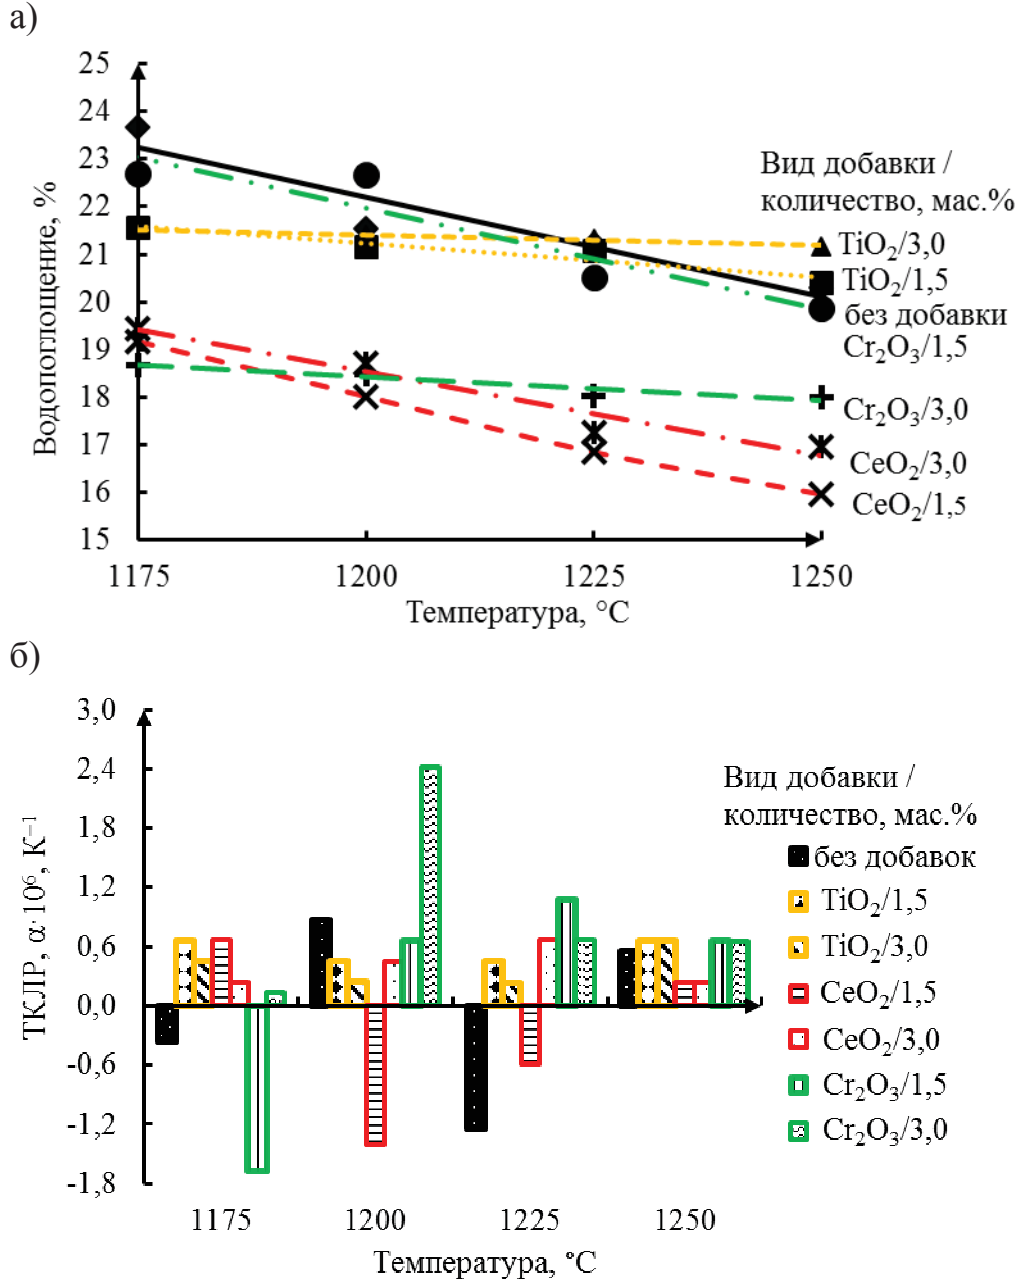 а)
25
24
23
22
21
20
19
18
17
16
15
Водопоглощение, %
1175 1200 1225 1250
Температура, °C
Вид добавки /
количество, мас.%
TiO₂/3,0
TiO₂/1,5
без добавки
Cr₂O₃/1,5
Cr₂O₃/3,0
CeO₂/3,0
CeO₂/1,5
б)
3,0
2,4
1,8
1,2
0,6
0,0
-0,6
-1,2
-1,8
ТКЛР, α·10⁶, К⁻¹
1175 1200 1225 1250
Температура, °C
Вид добавки /
количество, мас.%
без добавок
TiO₂/1,5
TiO₂/3,0
CeO₂/1,5
CeO₂/3,0
Cr₂O₃/1,5
Cr₂O₃/3,0